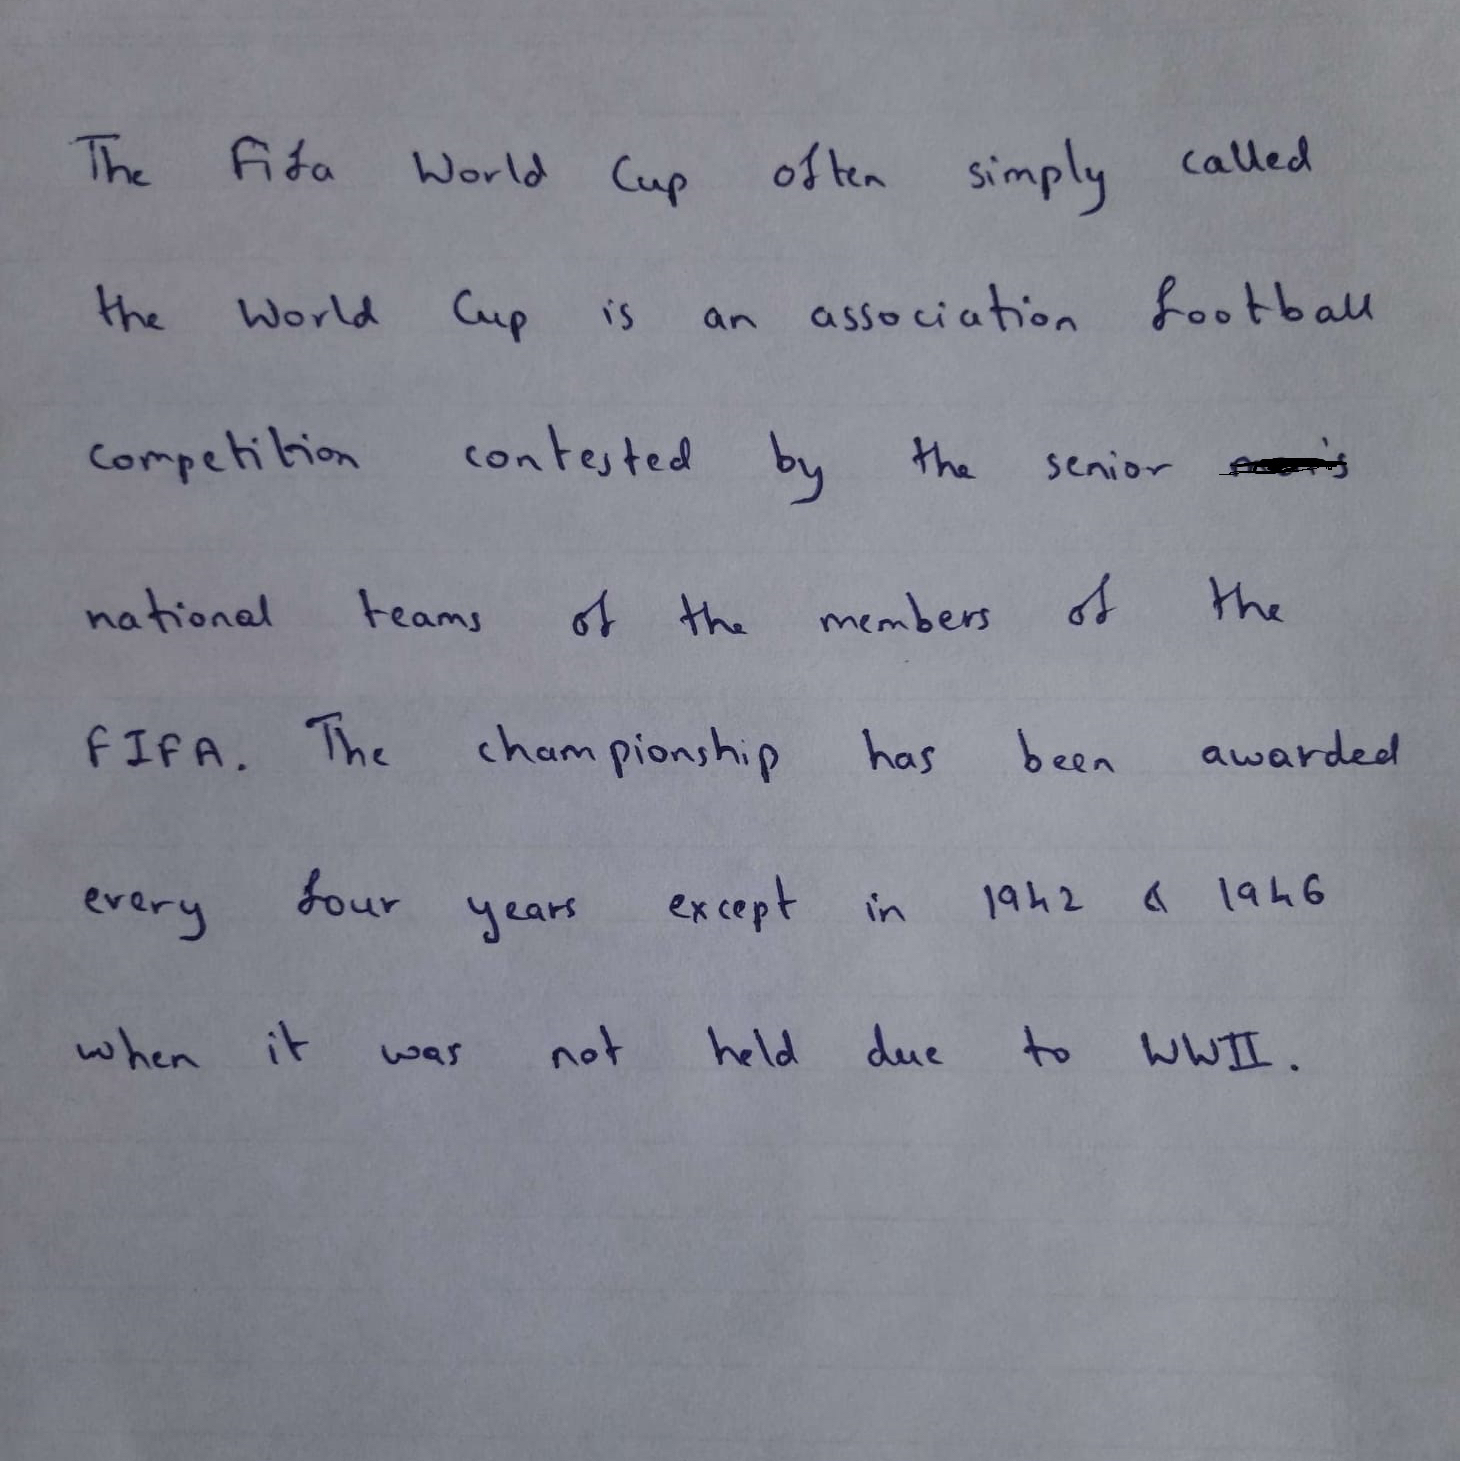 The Fifa World Cup often simply called
the World Cup is an association football
competition contested by the senior
national teams of the members of the
FIFA. The championship has been awarded
every four years except in 1942 & 1946
when it was not held due to WWII.